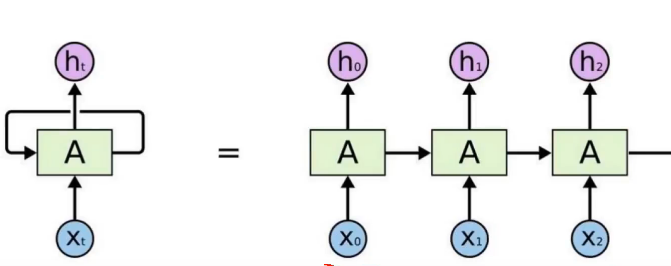 hₜ h₀ h₁ h₂
A = A A A
xₜ x₀ x₁ x₂